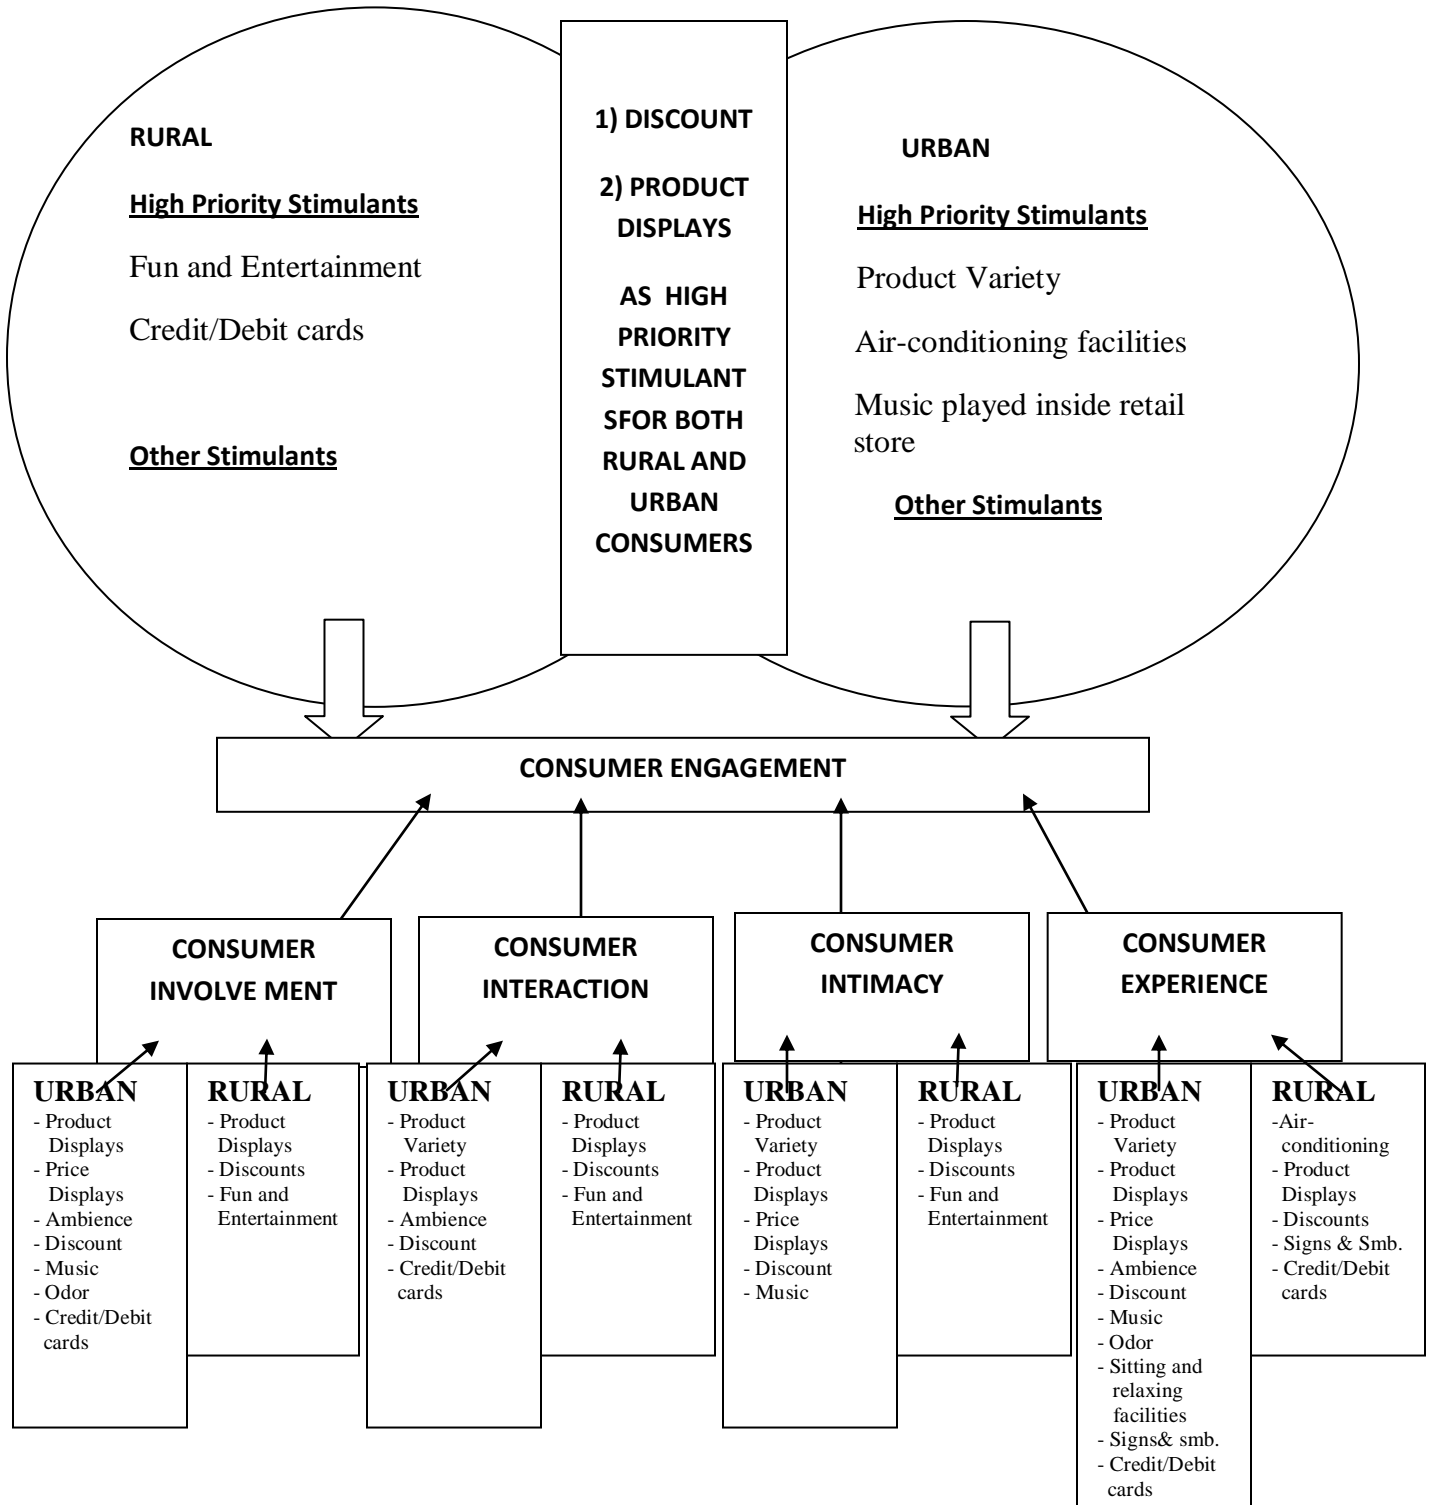 RURAL
High Priority Stimulants
Fun and Entertainment
Credit/Debit cards
Other Stimulants
1) DISCOUNT
2) PRODUCT
DISPLAYS
AS HIGH
PRIORITY
STIMULANT
SFOR BOTH
RURAL AND
URBAN
CONSUMERS
URBAN
High Priority Stimulants
Product Variety
Air-conditioning facilities
Music played inside retail
store
Other Stimulants
CONSUMER ENGAGEMENT
CONSUMER
INVOLVE MENT
CONSUMER
INTERACTION
CONSUMER
INTIMACY
CONSUMER
EXPERIENCE
URBAN
- Product
Displays
- Price
Displays
- Ambience
- Discount
- Music
- Odor
- Credit/Debit
cards
RURAL
- Product
Displays
- Discounts
- Fun and
Entertainment
URBAN
- Product
Variety
- Product
Displays
- Ambience
- Discount
- Credit/Debit
cards
RURAL
- Product
Displays
- Discounts
- Fun and
Entertainment
URBAN
- Product
Variety
- Product
Displays
- Price
Displays
- Discount
- Music
RURAL
- Product
Displays
- Discounts
- Fun and
Entertainment
URBAN
- Product
Variety
- Product
Displays
- Price
Displays
- Ambience
- Discount
- Music
- Odor
- Sitting and
relaxing
facilities
- Signs& smb.
- Credit/Debit
cards
RURAL
-Air-
conditioning
- Product
Displays
- Discounts
- Signs & Smb.
- Credit/Debit
cards